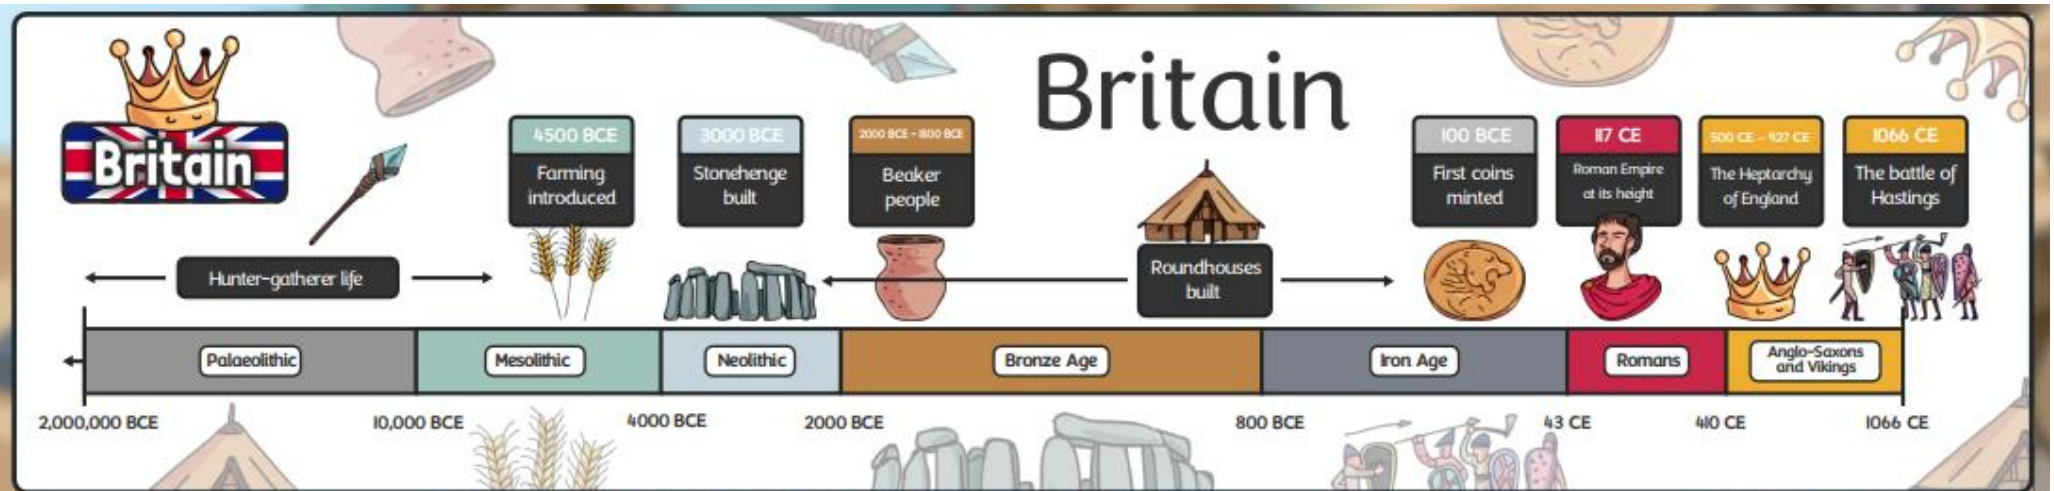 Britain
Britain
4500 BCE
Farming
introduced
3000 BCE
Stonehenge
built
2000 BCE - 800 BCE
Beaker
people
100 BCE
First coins
minted
117 CE
Roman Empire
at its height
500 CE - 927 CE
The Heptarchy
of England
1066 CE
The battle of
Hastings
Hunter-gatherer life
Roundhouses
built
Palaeolithic
Mesolithic
Neolithic
Bronze Age
Iron Age
Romans
Anglo-Saxons
and Vikings
2,000,000 BCE
10,000 BCE
4000 BCE
2000 BCE
800 BCE
43 CE
410 CE
1066 CE